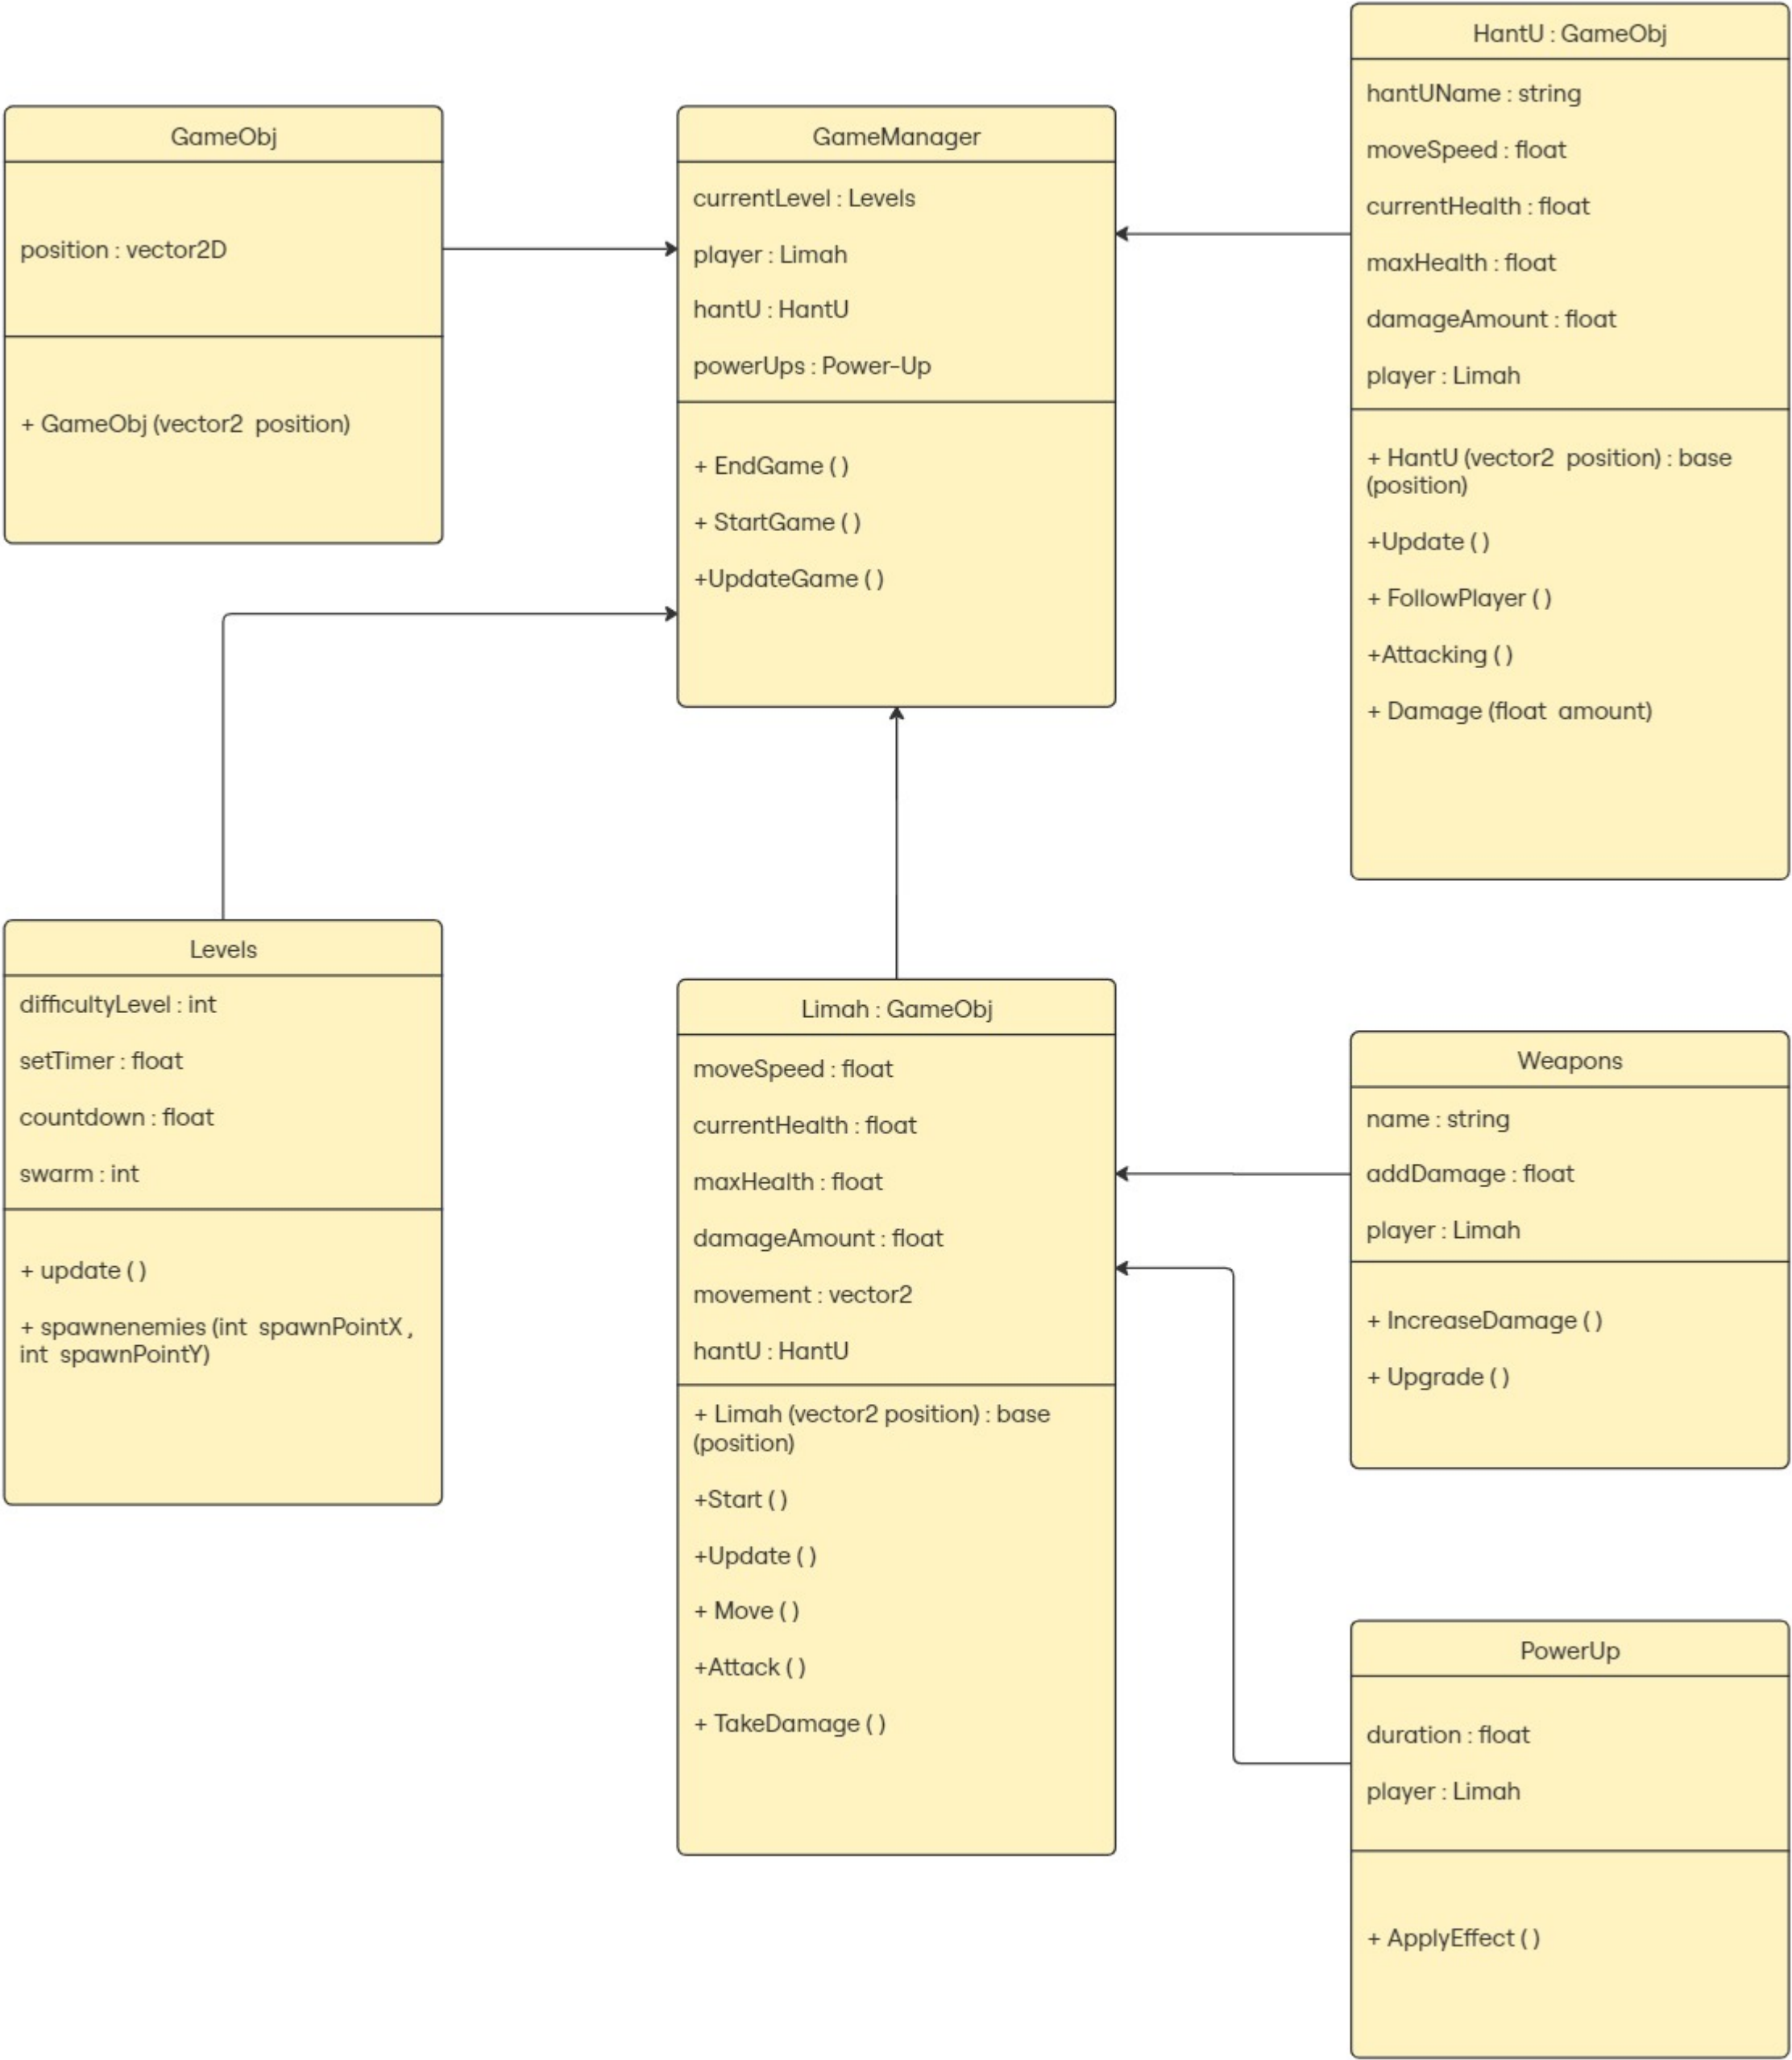 GameObj
position : vector2D
+ GameObj (vector2 position)
GameManager
currentLevel : Levels
player : Limah
hantU : HantU
powerUps : Power-Up
+ EndGame ( )
+ StartGame ( )
+UpdateGame ( )
HantU : GameObj
hantUName : string
moveSpeed : float
currentHealth : float
maxHealth : float
damageAmount : float
player : Limah
+ HantU (vector2 position) : base
(position)
+Update ( )
+ FollowPlayer ( )
+Attacking ( )
+ Damage (float amount)
Levels
difficultyLevel : int
setTimer : float
countdown : float
swarm : int
+ update ( )
+ spawnenemies (int spawnPointX ,
int spawnPointY)
Limah : GameObj
moveSpeed : float
currentHealth : float
maxHealth : float
damageAmount : float
movement : vector2
hantU : HantU
+ Limah (vector2 position) : base
(position)
+Start ( )
+Update ( )
+ Move ( )
+Attack ( )
+ TakeDamage ( )
Weapons
name : string
addDamage : float
player : Limah
+ IncreaseDamage ( )
+ Upgrade ( )
PowerUp
duration : float
player : Limah
+ ApplyEffect ( )